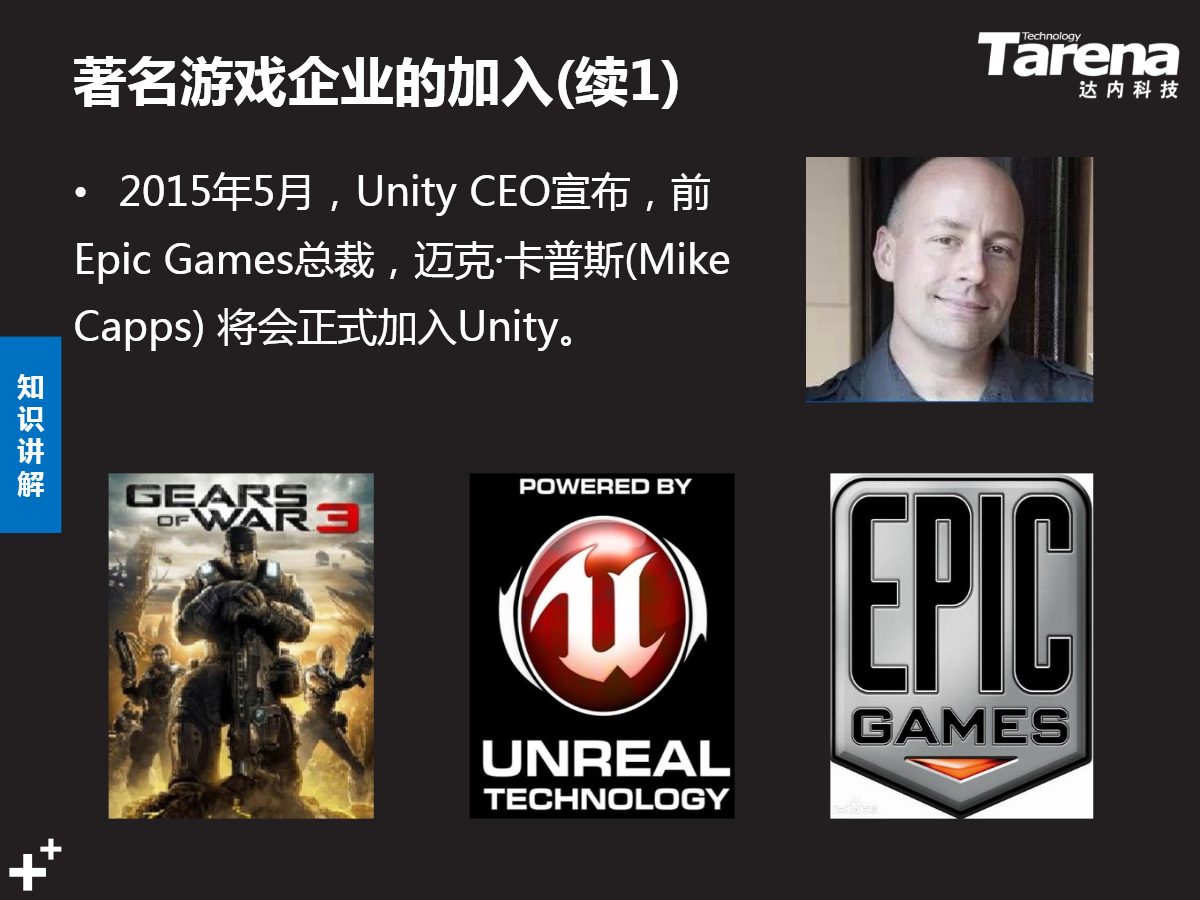 著名游戏企业的加入(续1)
Technology
Tarena
达内科技
• 2015年5月，Unity CEO宣布，前
Epic Games总裁，迈克·卡普斯(Mike
Capps) 将会正式加入Unity。
知识讲解
GEARS
OF WAR 3
POWERED BY
UNREAL
TECHNOLOGY
EPIC
GAMES